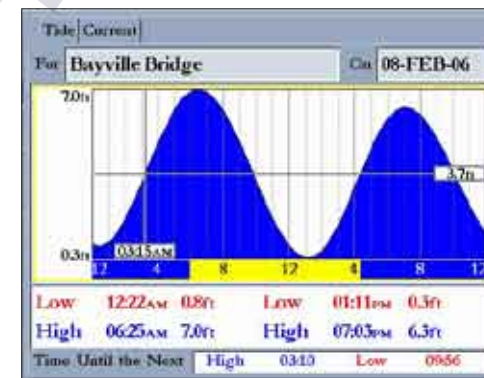 Tide Current
For Bayville Bridge On 08-FEB-06
7.0ft
3.7ft
0.3ft 03:15AM
12 4 8 12 4 8 12
Low 12:22AM 0.8ft Low 01:11PM 0.3ft
High 06:25AM 7.0ft High 07:03PM 6.3ft
Time Until the Next High 03:10 Low 09:56